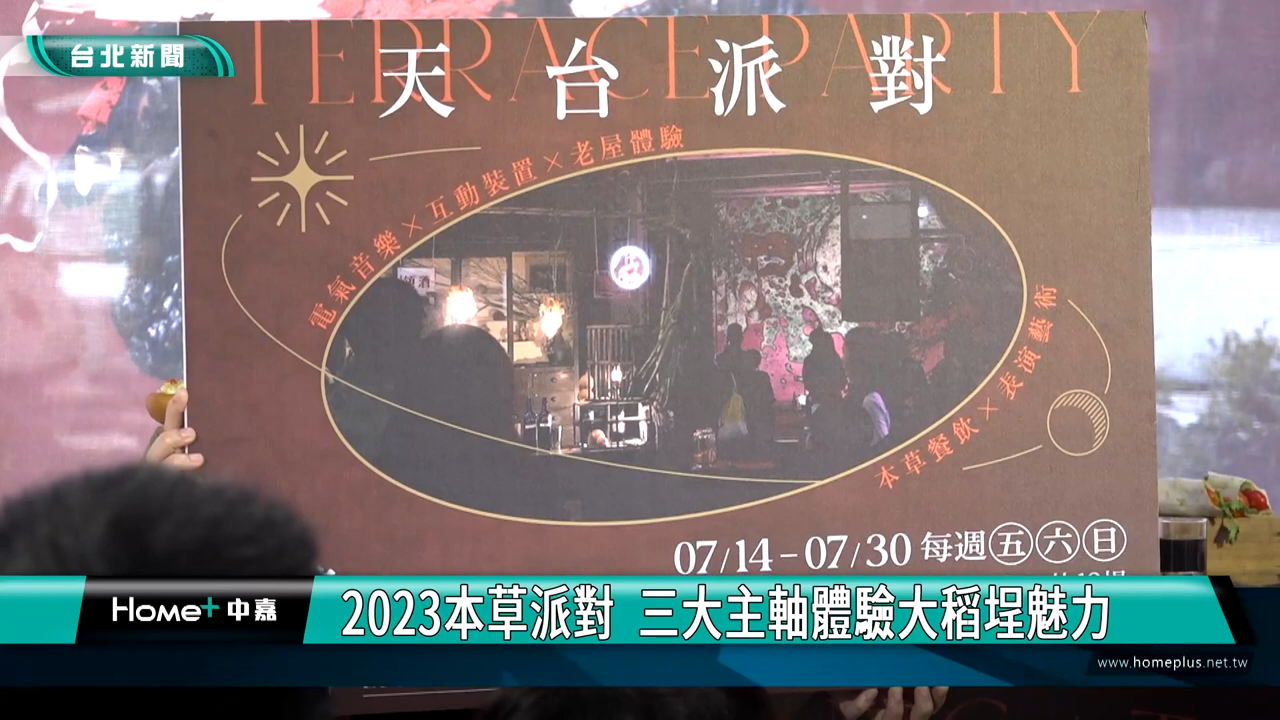 台北新聞
TERRACE PARTY
天台派對
電氣音樂×互動裝置×老屋體驗
本草餐飲×表演藝術
07/14-07/30 每週五六日
Home+中嘉
2023本草派對 三大主軸體驗大稻埕魅力
www.homeplus.net.tw